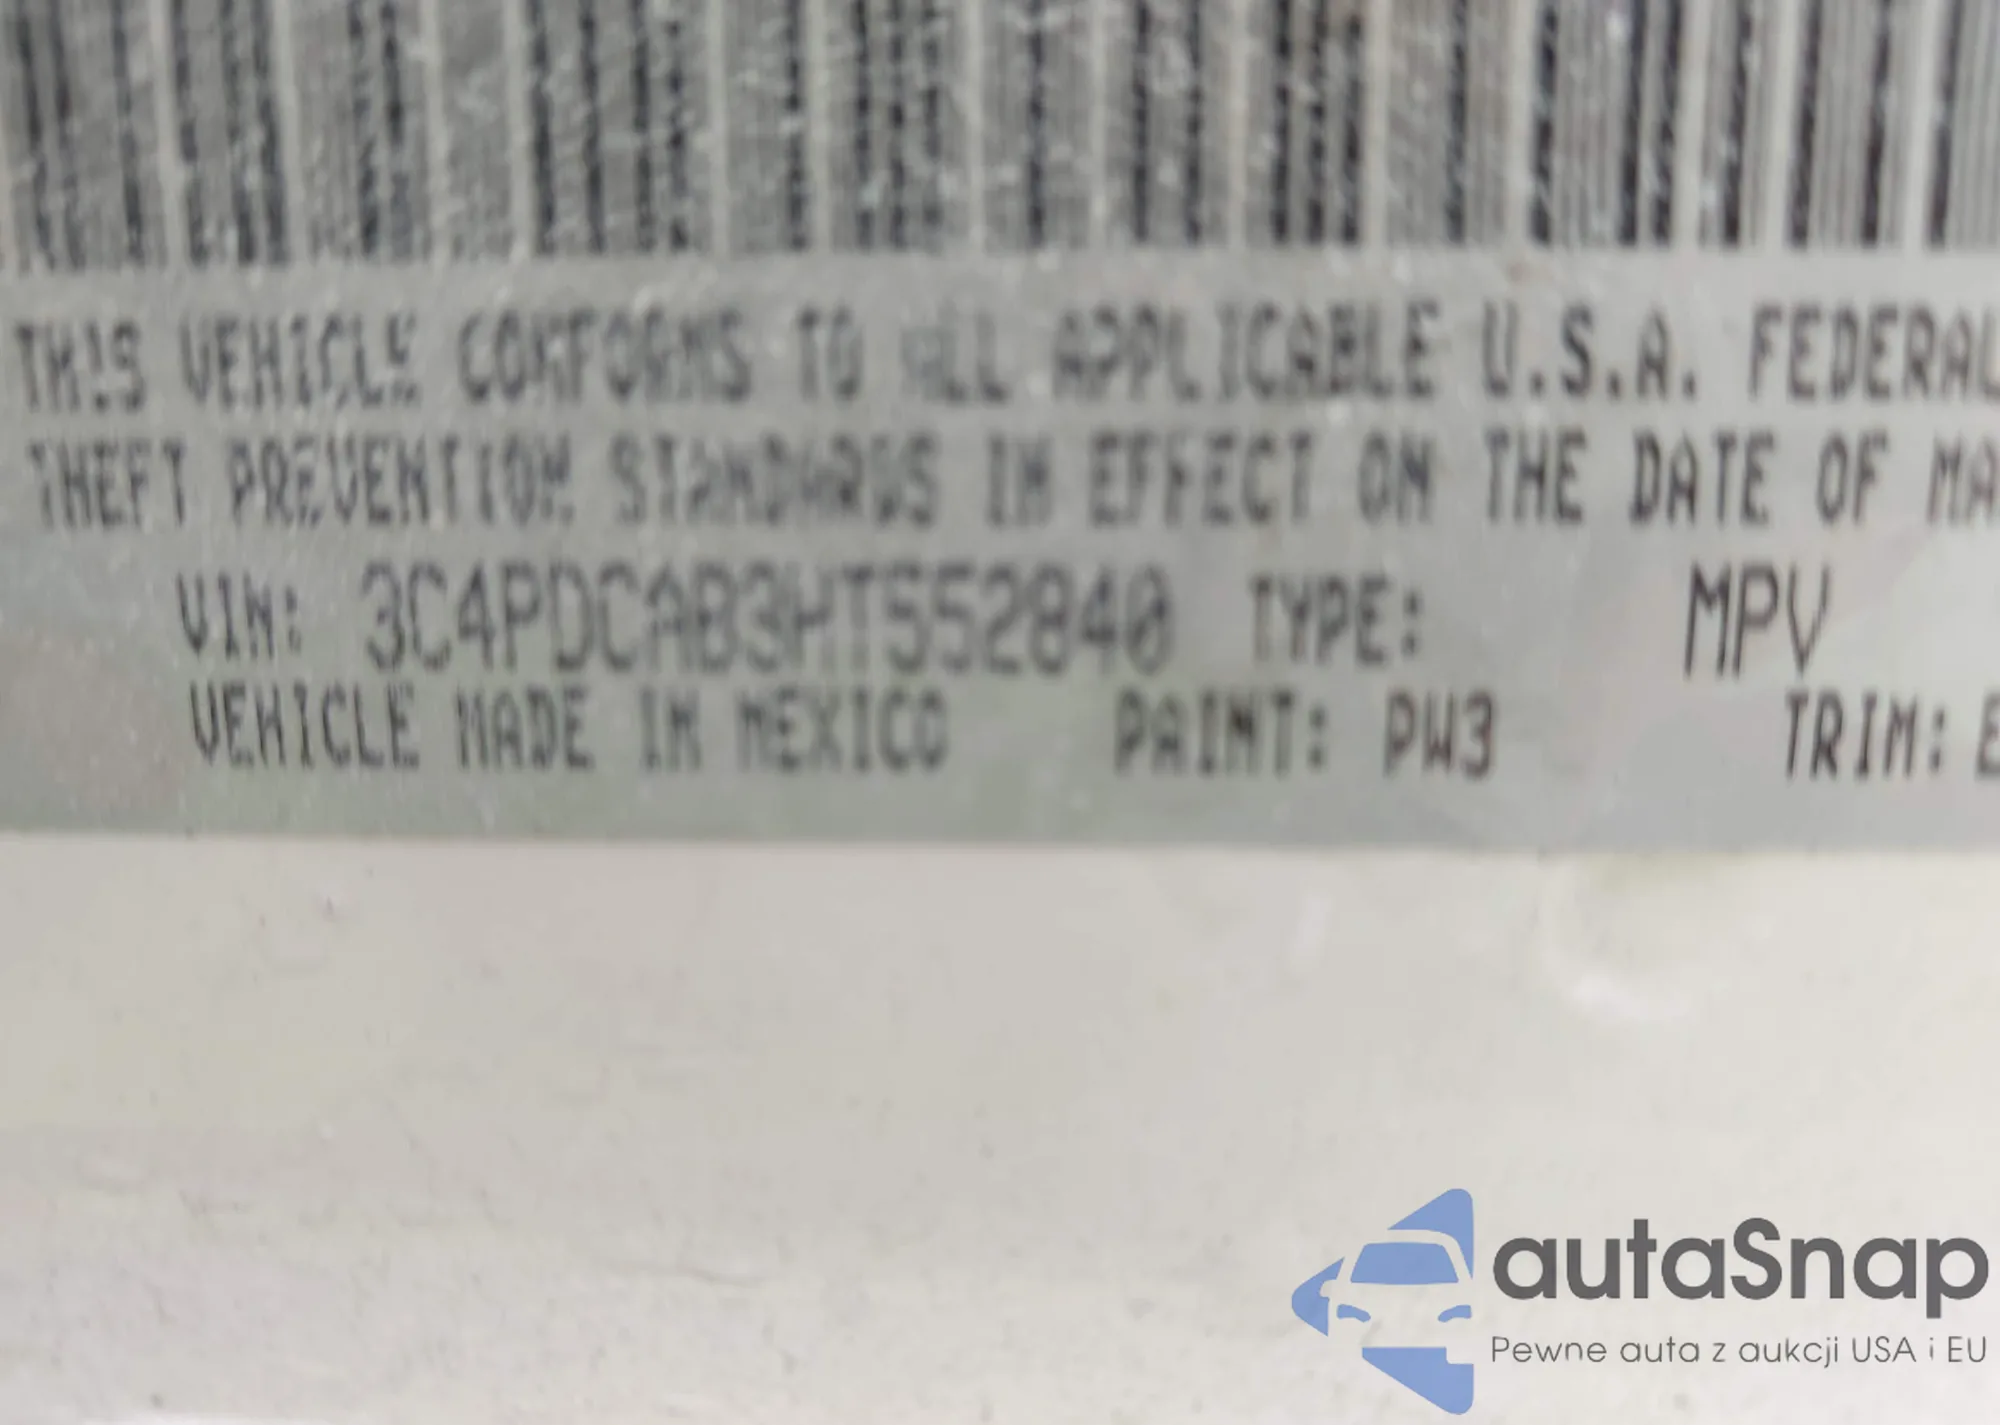 THIS VEHICLE CONFORMS TO ALL APPLICABLE U.S.A. FEDERAL
THEFT PREVENTION STANDARDS IN EFFECT ON THE DATE OF MA
VIN: 3C4PDCAB3HT552840 TYPE: MPV
VEHICLE MADE IN MEXICO PAINT: PW3 TRIM: E
autaSnap
Pewne auta z aukcji USA i EU